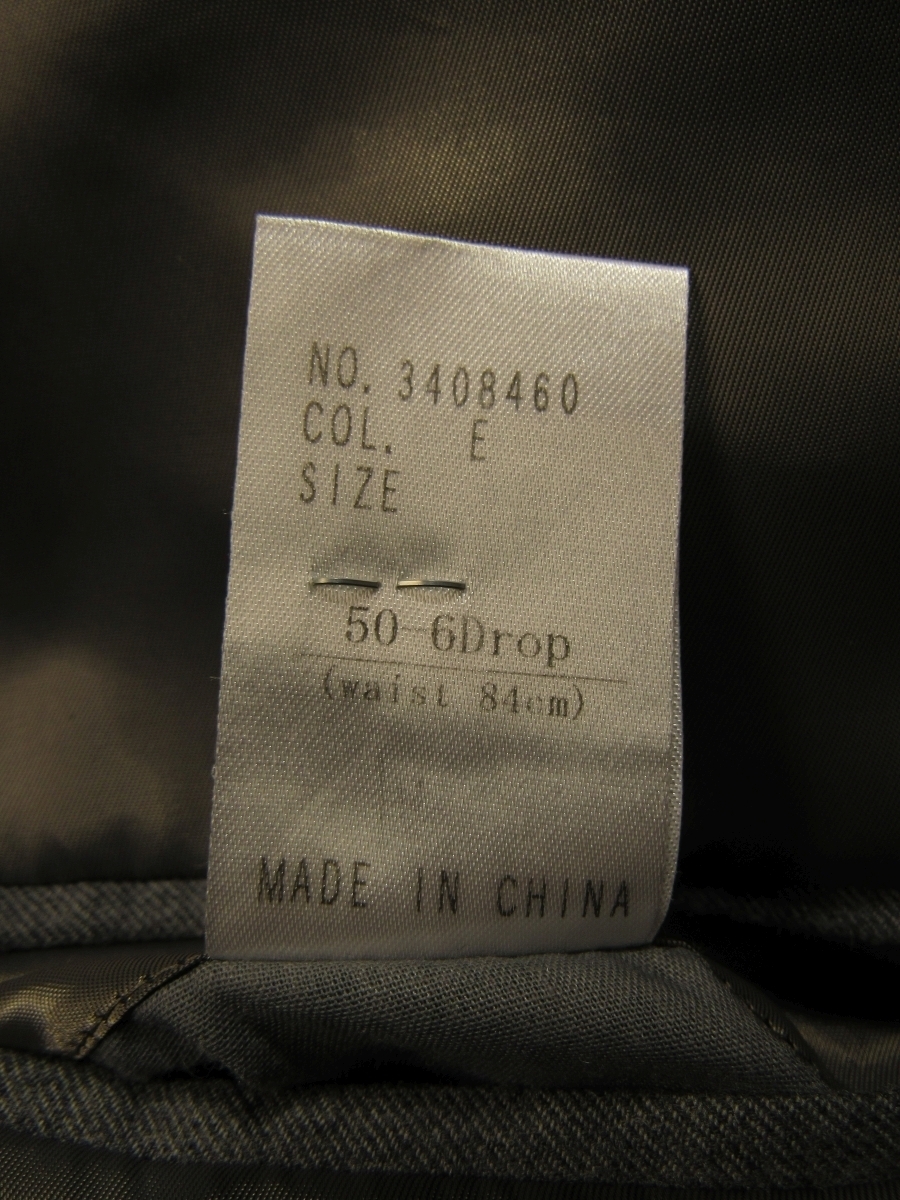 NO. 3408460
COL. E
SIZE
50-6Drop
(waist 84cm)
MADE IN CHINA